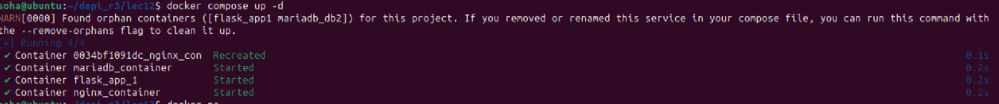 soha@ubuntu:~/depi_r3/lec12$ docker compose up -d
WARN[0000] Found orphan containers ([flask_app1 mariadb_db2]) for this project. If you removed or renamed this service in your compose file, you can run this command with
the --remove-orphans flag to clean it up.
[+] Running 4/4
✔ Container 0034bf1091dc_nginx_con Recreated 0.1s
✔ Container mariadb_container Started 0.2s
✔ Container flask_app_1 Started 0.2s
✔ Container nginx_container Started 0.2s
soha@ubuntu:~/depi_r3/lec12$ docker ps